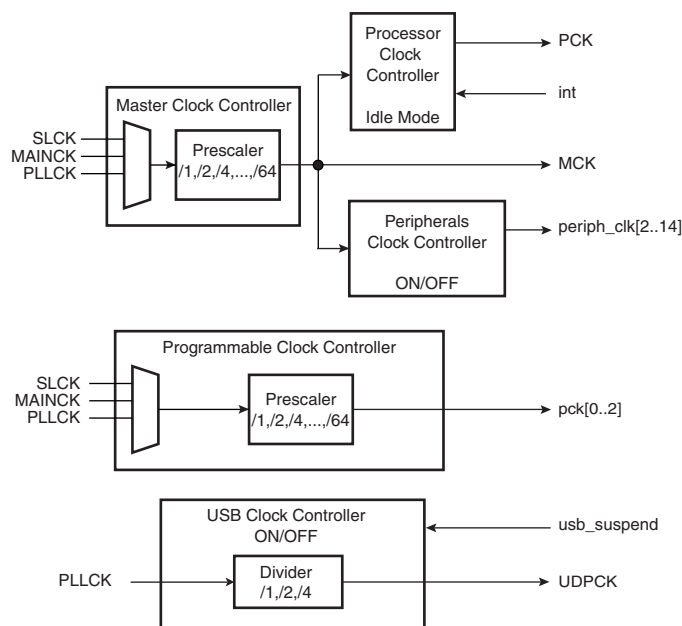 Processor
Clock
Controller
Idle Mode
PCK
int
Master Clock Controller
SLCK
MAINCK
PLLCK
Prescaler
/1,/2,/4,...,/64
MCK
Peripherals
Clock Controller
ON/OFF
periph_clk[2..14]
Programmable Clock Controller
SLCK
MAINCK
PLLCK
Prescaler
/1,/2,/4,...,/64
pck[0..2]
USB Clock Controller
ON/OFF
usb_suspend
PLLCK
Divider
/1,/2,/4
UDPCK